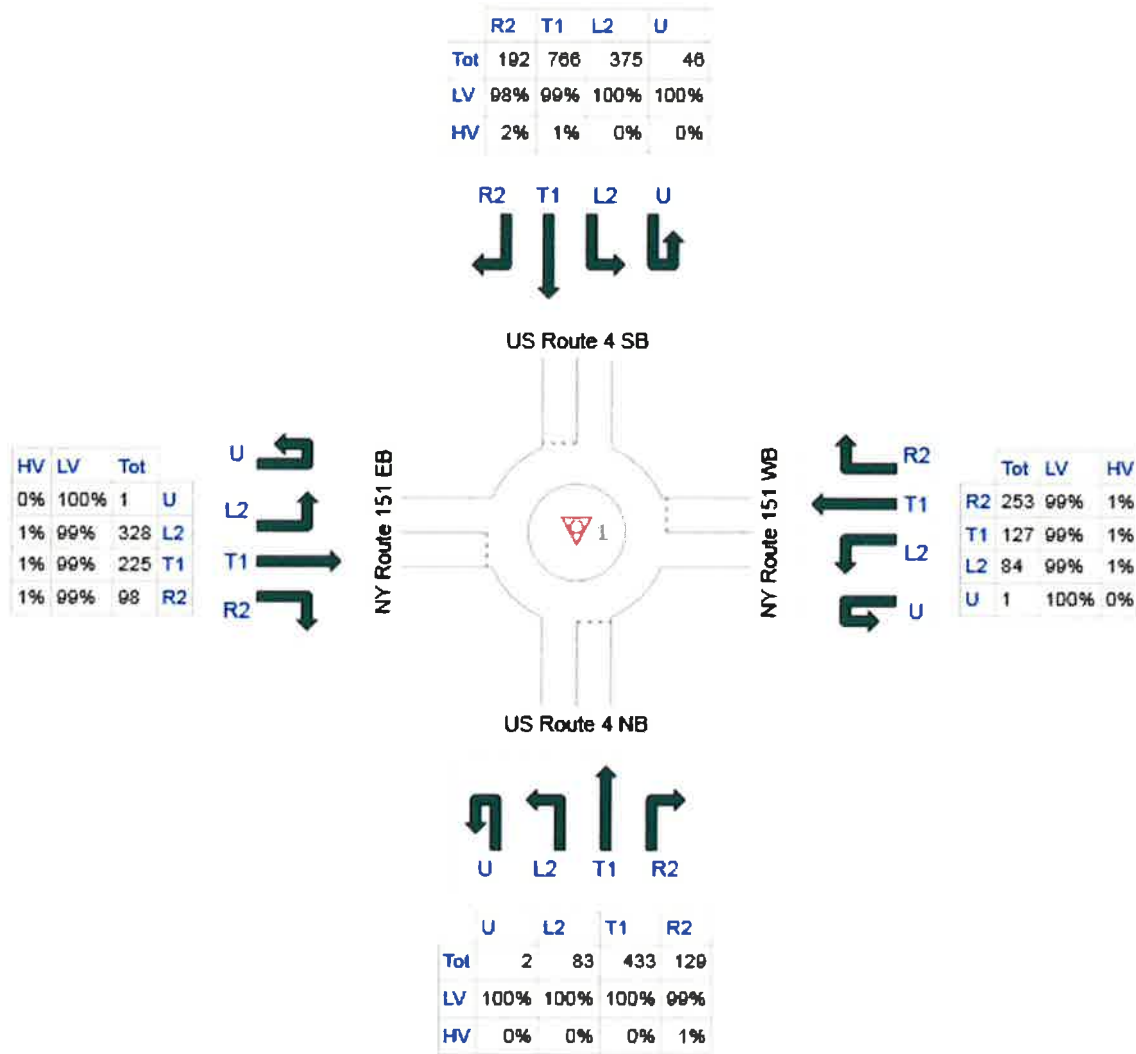 R2 T1 L2 U
Tot 192 766 375 46
LV 98% 99% 100% 100%
HV 2% 1% 0% 0%
R2 T1 L2 U
US Route 4 SB
HV LV Tot
0% 100% 1 U
1% 99% 328 L2
1% 99% 225 T1
1% 99% 98 R2
U
L2
T1
R2
NY Route 151 EB
1
NY Route 151 WB
R2
T1
L2
U
Tot LV HV
R2 253 99% 1%
T1 127 99% 1%
L2 84 99% 1%
U 1 100% 0%
US Route 4 NB
U L2 T1 R2
U L2 T1 R2
Tot 2 83 433 129
LV 100% 100% 100% 99%
HV 0% 0% 0% 1%